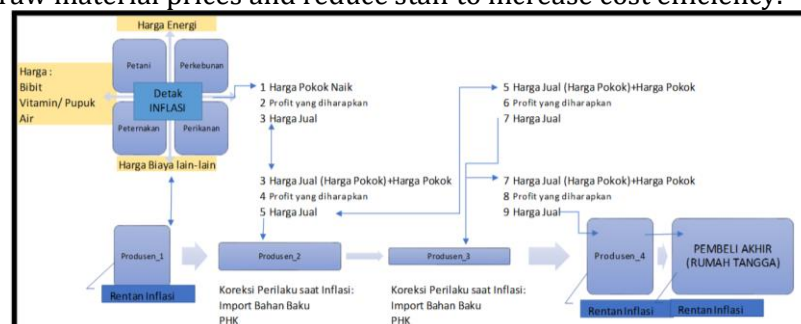 raw material prices and reduce staff to increase cost efficiency.
Harga Energi
Petani
Perkebunan
Harga :
Bibit
Vitamin/ Pupuk
Air
Detak
INFLASI
Peternakan
Perikanan
Harga Biaya lain-lain
1 Harga Pokok Naik
2 Profit yang diharapkan
3 Harga Jual
5 Harga Jual (Harga Pokok)+Harga Pokok
6 Profit yang diharapkan
7 Harga Jual
3 Harga Jual (Harga Pokok)+Harga Pokok
4 Profit yang diharapkan
5 Harga Jual
7 Harga Jual (Harga Pokok)+Harga Pokok
8 Profit yang diharapkan
9 Harga Jual
Produsen_1
Produsen_2
Produsen_3
Produsen_4
PEMBELI AKHIR
(RUMAH TANGGA)
Rentan Inflasi
Koreksi Perilaku saat Inflasi:
Import Bahan Baku
PHK
Koreksi Perilaku saat Inflasi:
Import Bahan Baku
PHK
Rentan Inflasi
Rentan Inflasi